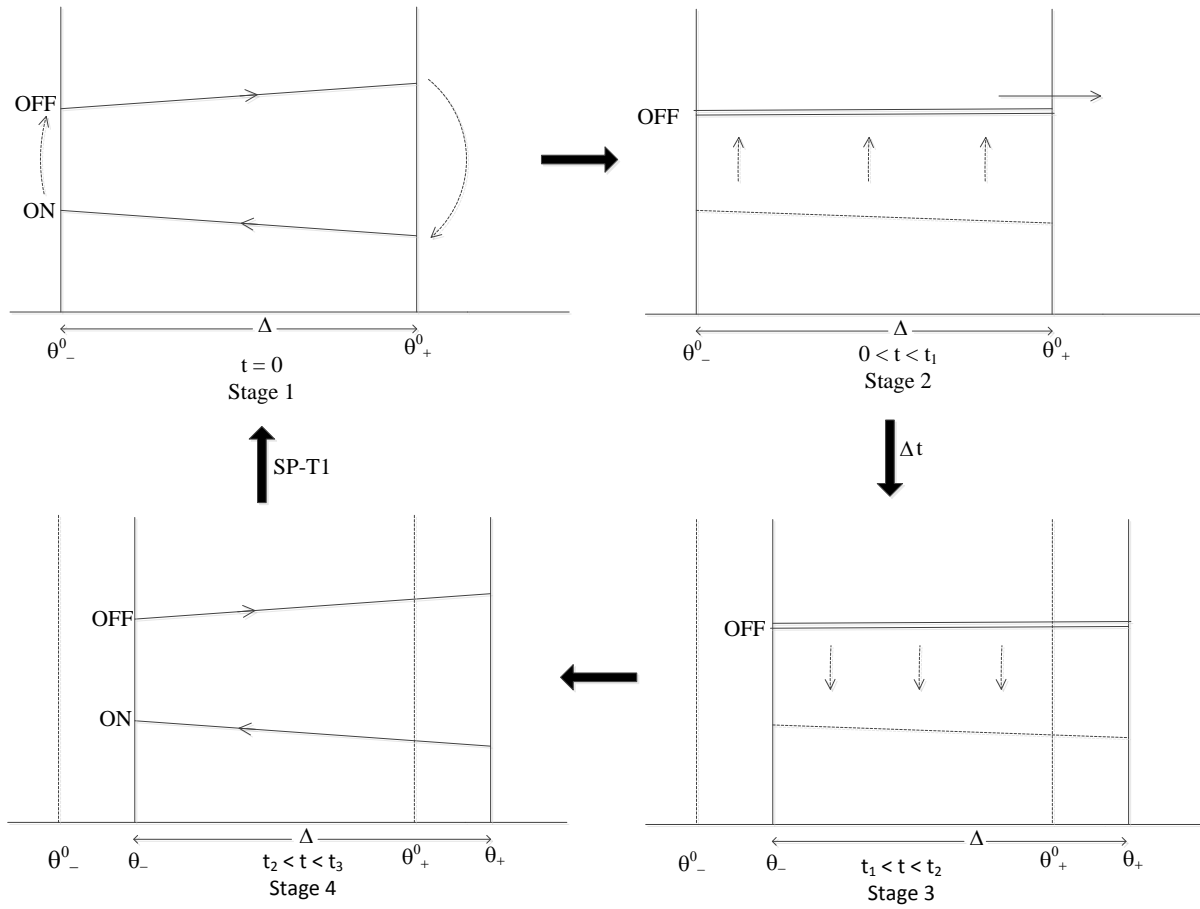 OFF
ON
Δ
θ⁰₋
θ⁰₊
t = 0
Stage 1
OFF
Δ
θ⁰₋
θ⁰₊
0 < t < t₁
Stage 2
SP-T1
Δ t
OFF
ON
Δ
θ⁰₋
θ₋
θ⁰₊
θ₊
t₂ < t < t₃
Stage 4
OFF
Δ
θ⁰₋
θ₋
θ⁰₊
θ₊
t₁ < t < t₂
Stage 3